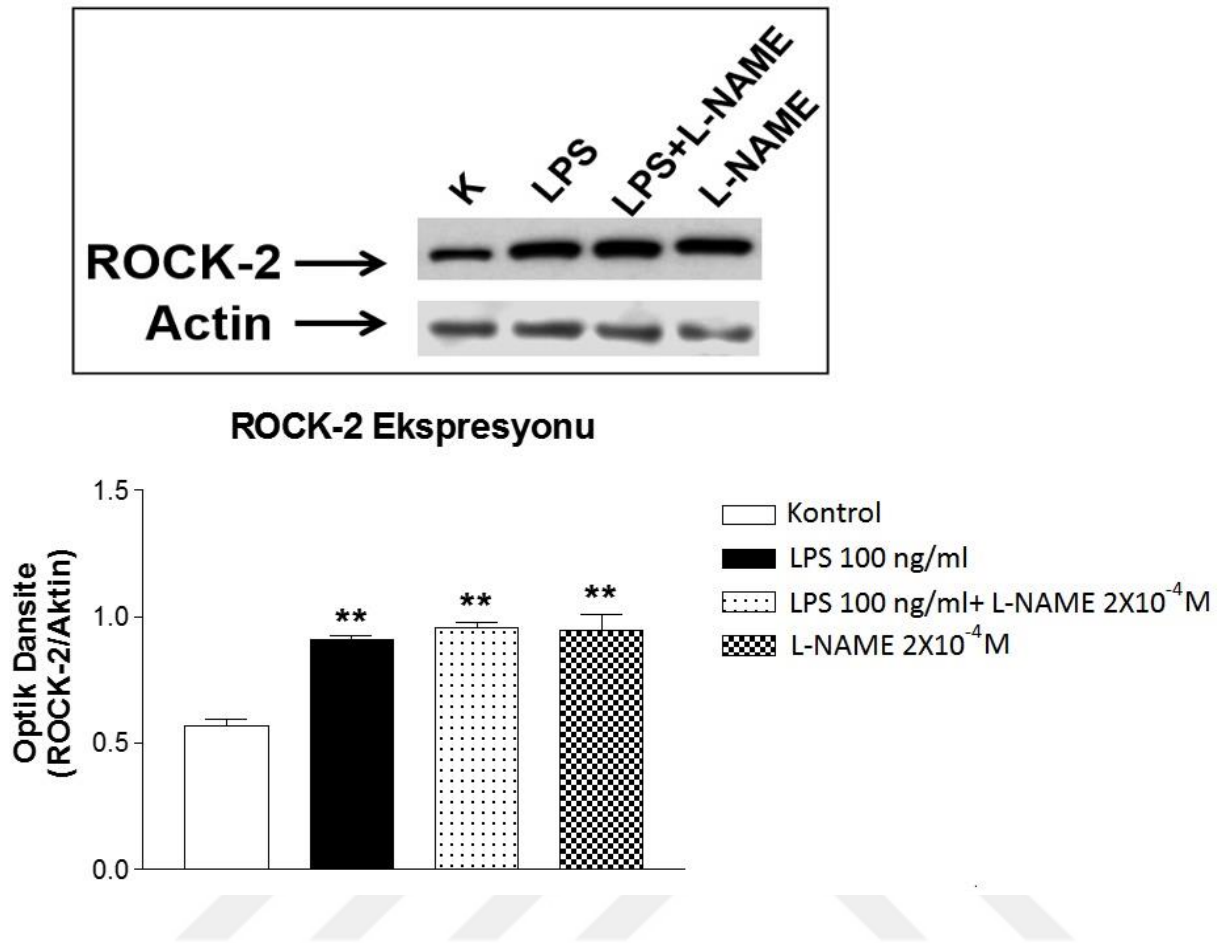 K
LPS
LPS+L-NAME
L-NAME
ROCK-2
Actin
ROCK-2 Ekspresyonu
Optik Dansite
(ROCK-2/Aktin)
1.5
1.0
0.5
0.0
**
**
**
Kontrol
LPS 100 ng/ml
LPS 100 ng/ml+ L-NAME 2X10⁻⁴M
L-NAME 2X10⁻⁴M